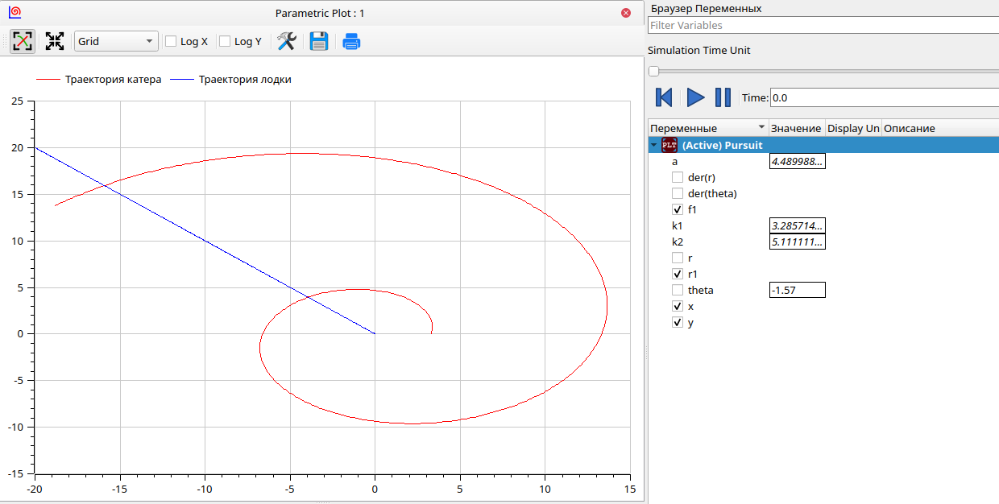 Parametric Plot : 1
Grid
Log X
Log Y
Траектория катера
Траектория лодки
25
20
15
10
5
0
-5
-10
-15
-20
-15
-10
-5
0
5
10
15
Браузер Переменных
Filter Variables
Simulation Time Unit
Time: 0.0
Переменные Значение Display Un Описание
PLT (Active) Pursuit
a 4.489988...
der(r)
der(theta)
f1
k1 3.285714...
k2 5.111111...
r
r1
theta -1.57
x
y